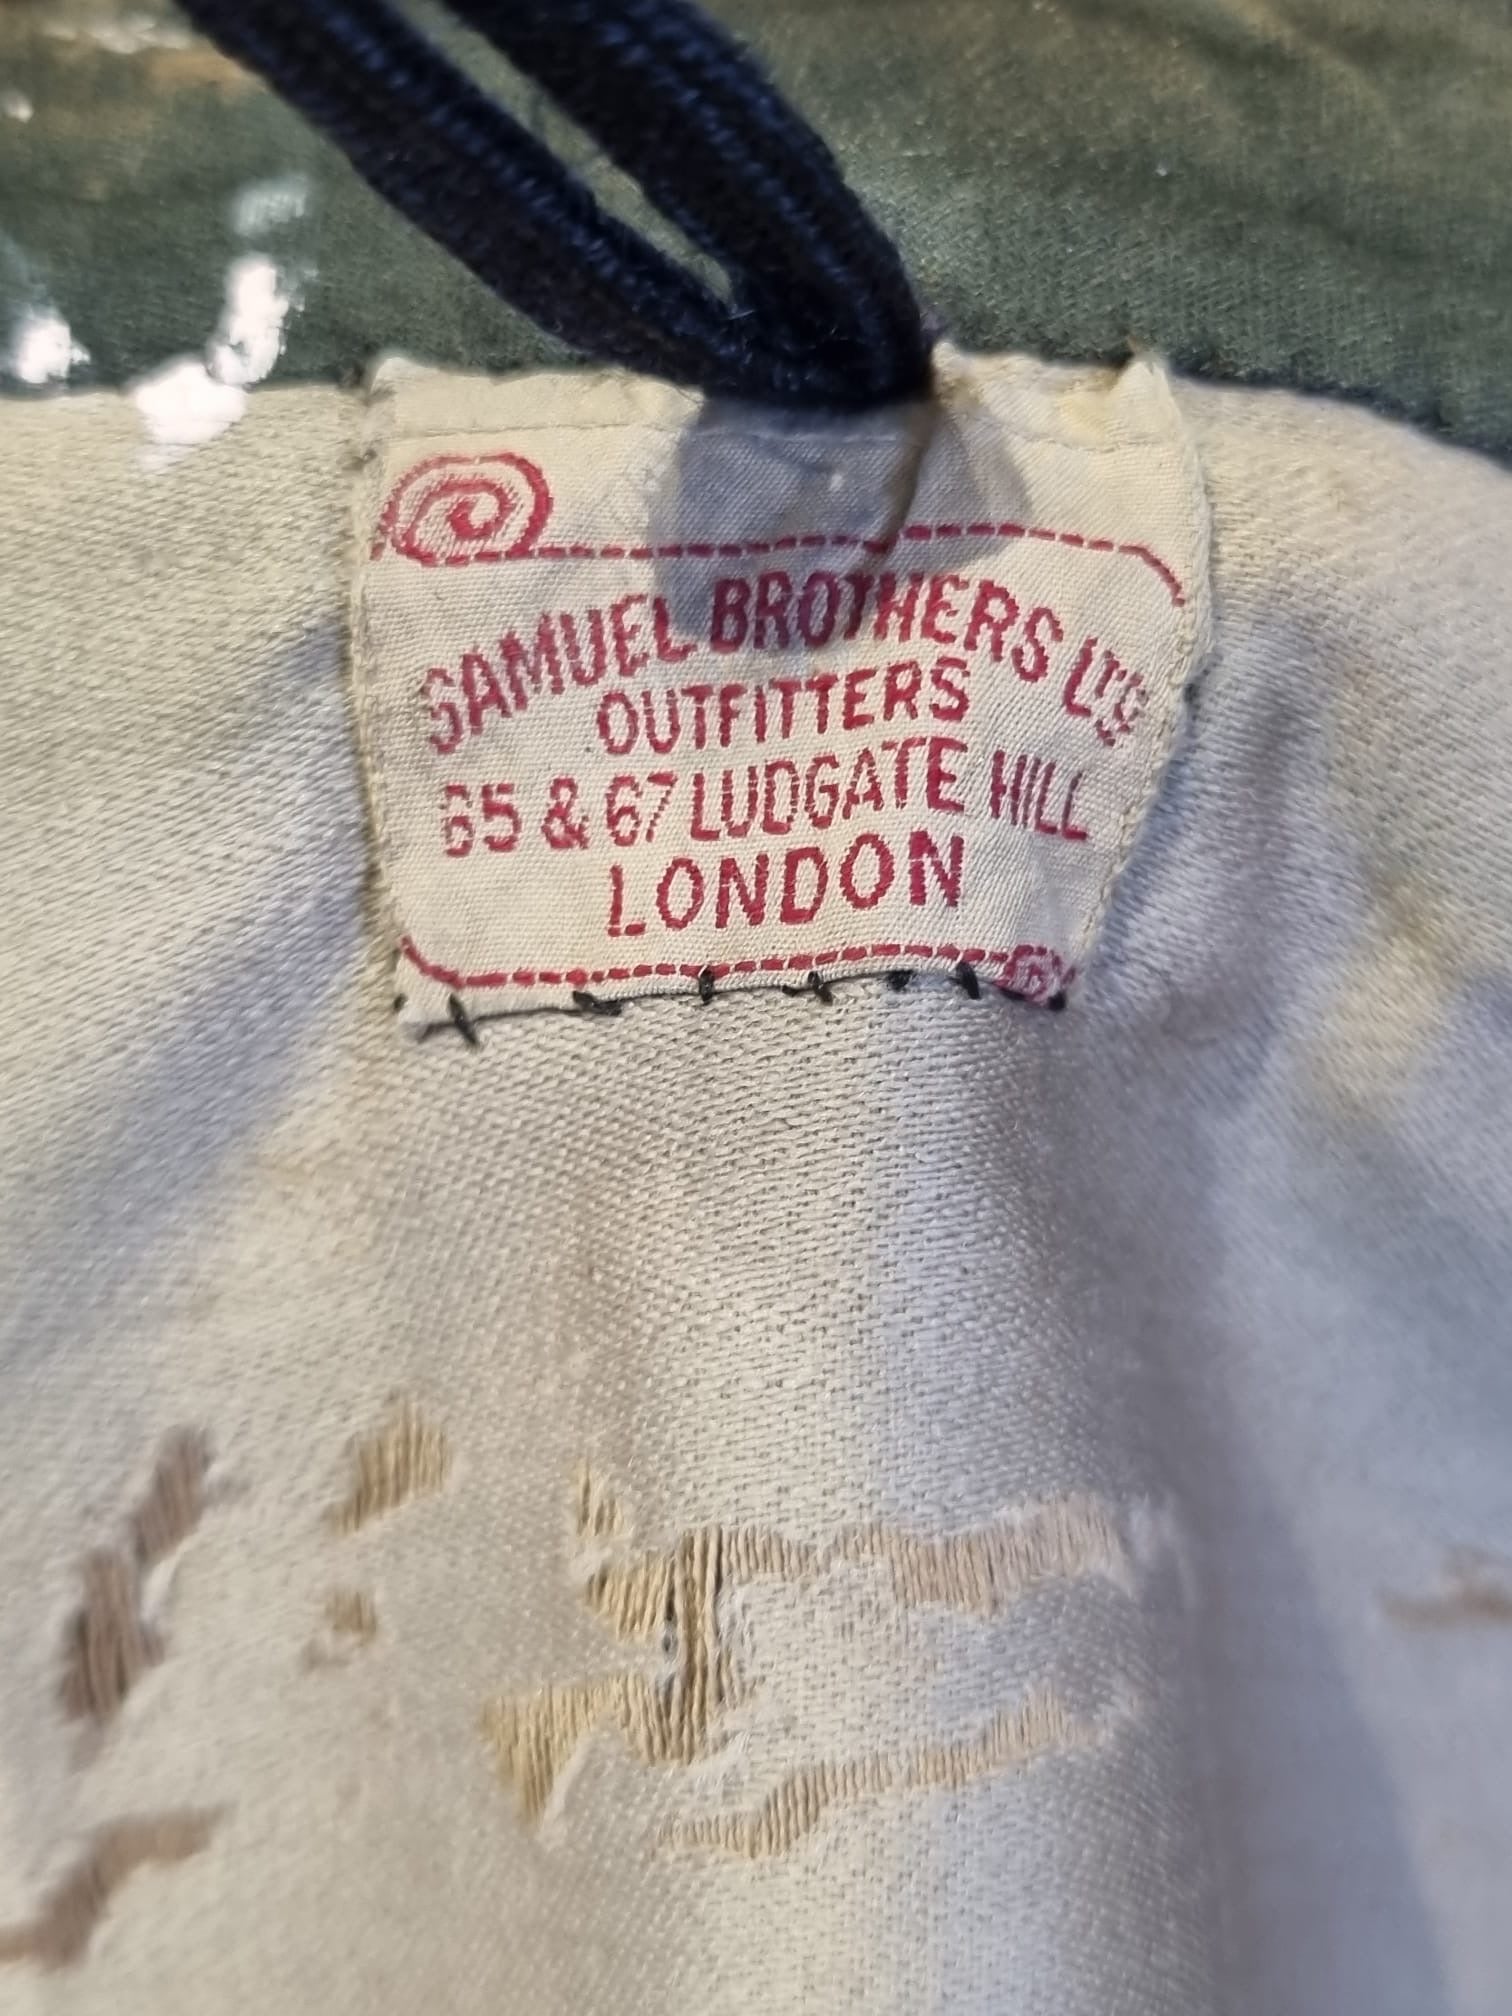 SAMUEL BROTHERS LTD
OUTFITTERS
65 & 67 LUDGATE HILL
LONDON